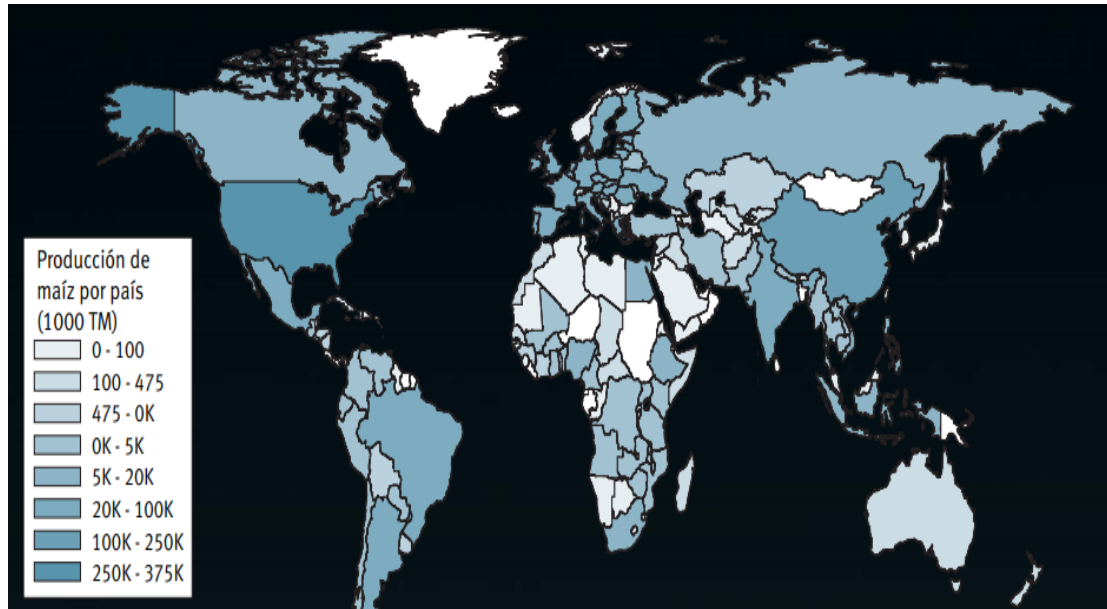 Producción de
maíz por país
(1000 TM)
0 - 100
100 - 475
475 - 0K
0K - 5K
5K - 20K
20K - 100K
100K - 250K
250K - 375K